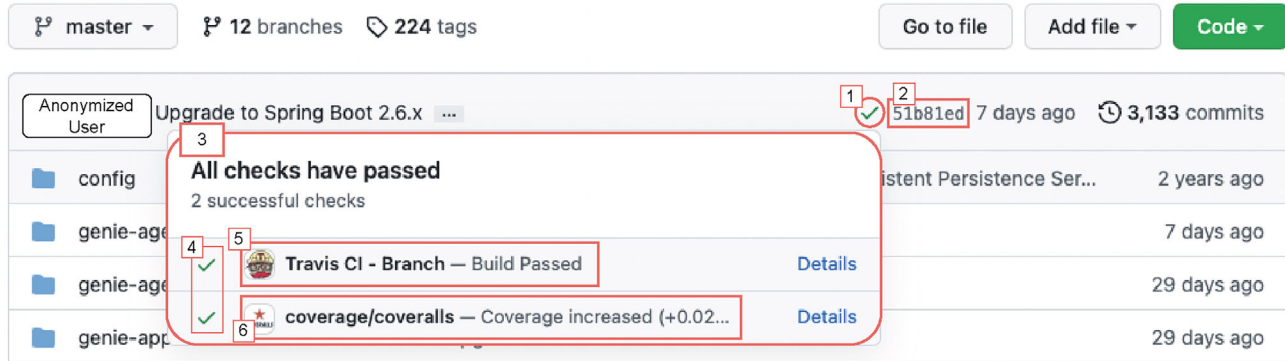 master 12 branches 224 tags Go to file Add file Code
Anonymized
User
Upgrade to Spring Boot 2.6.x ... 1 2 51b81ed 7 days ago 3,133 commits
3
All checks have passed
2 successful checks
config istent Persistence Ser... 2 years ago
genie-age 7 days ago
4 5 Travis CI - Branch — Build Passed Details
genie-age 29 days ago
6 coverage/coveralls — Coverage increased (+0.02... Details
genie-app 29 days ago